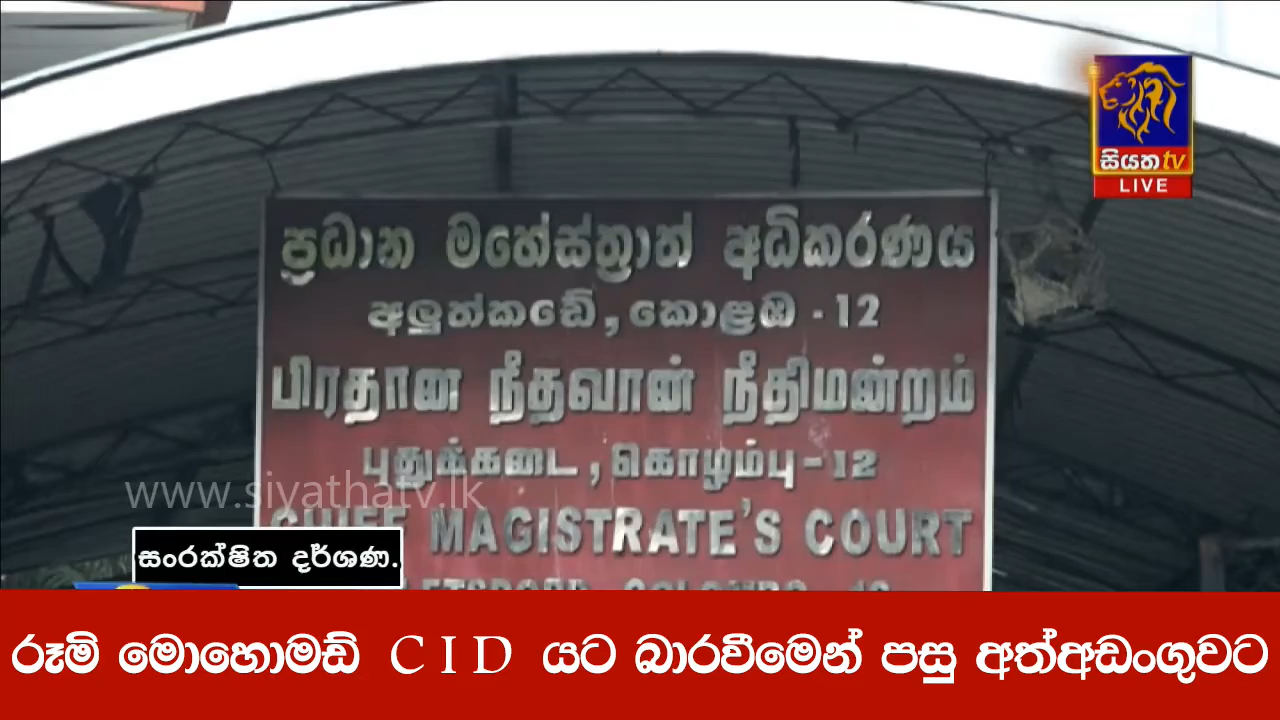 සියත tv
LIVE
ප්‍රධාන මහේස්ත්‍රාත් අධිකරණය
අලුත්කඩේ, කොළඹ - 12
பிரதான நீதவான் நீதிமன்றம்
புதுக்கடை, கொழும்பு - 12
www.siyathatv.lk
CHIEF MAGISTRATE'S COURT
සංරක්ෂිත දර්ශණ.
රූමි මොහොමඩ් CID යට බාරවීමෙන් පසු අත්අඩංගුවට